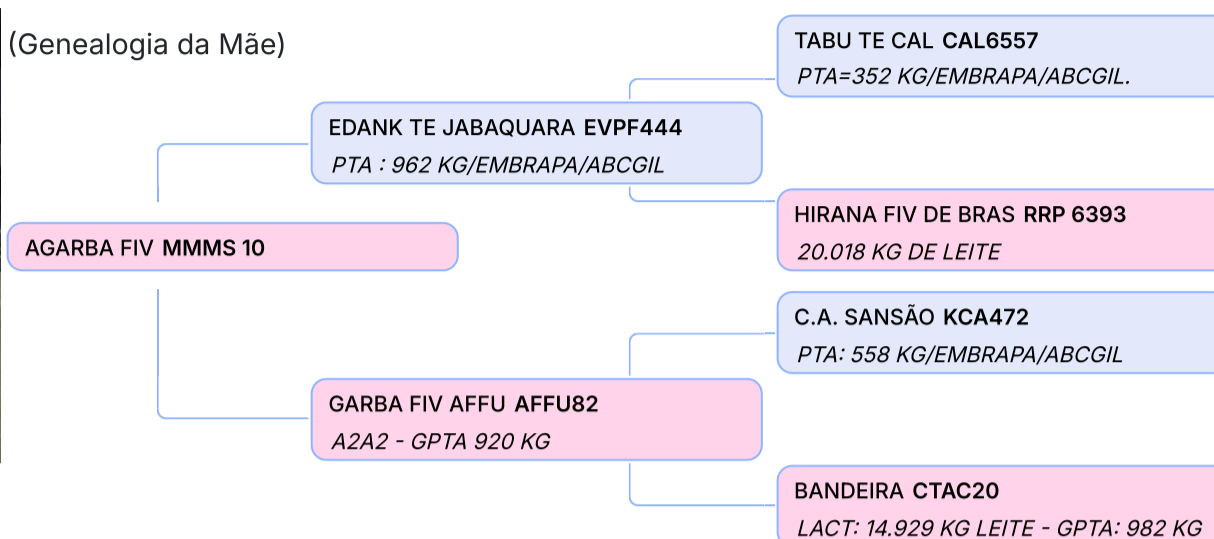 (Genealogia da Mãe)
TABU TE CAL CAL6557
PTA=352 KG/EMBRAPA/ABCGIL.
EDANK TE JABAQUARA EVPF444
PTA : 962 KG/EMBRAPA/ABCGIL
HIRANA FIV DE BRAS RRP 6393
20.018 KG DE LEITE
AGARBA FIV MMMS 10
C.A. SANSÃO KCA472
PTA: 558 KG/EMBRAPA/ABCGIL
GARBA FIV AFFU AFFU82
A2A2 - GPTA 920 KG
BANDEIRA CTAC20
LACT: 14.929 KG LEITE - GPTA: 982 KG